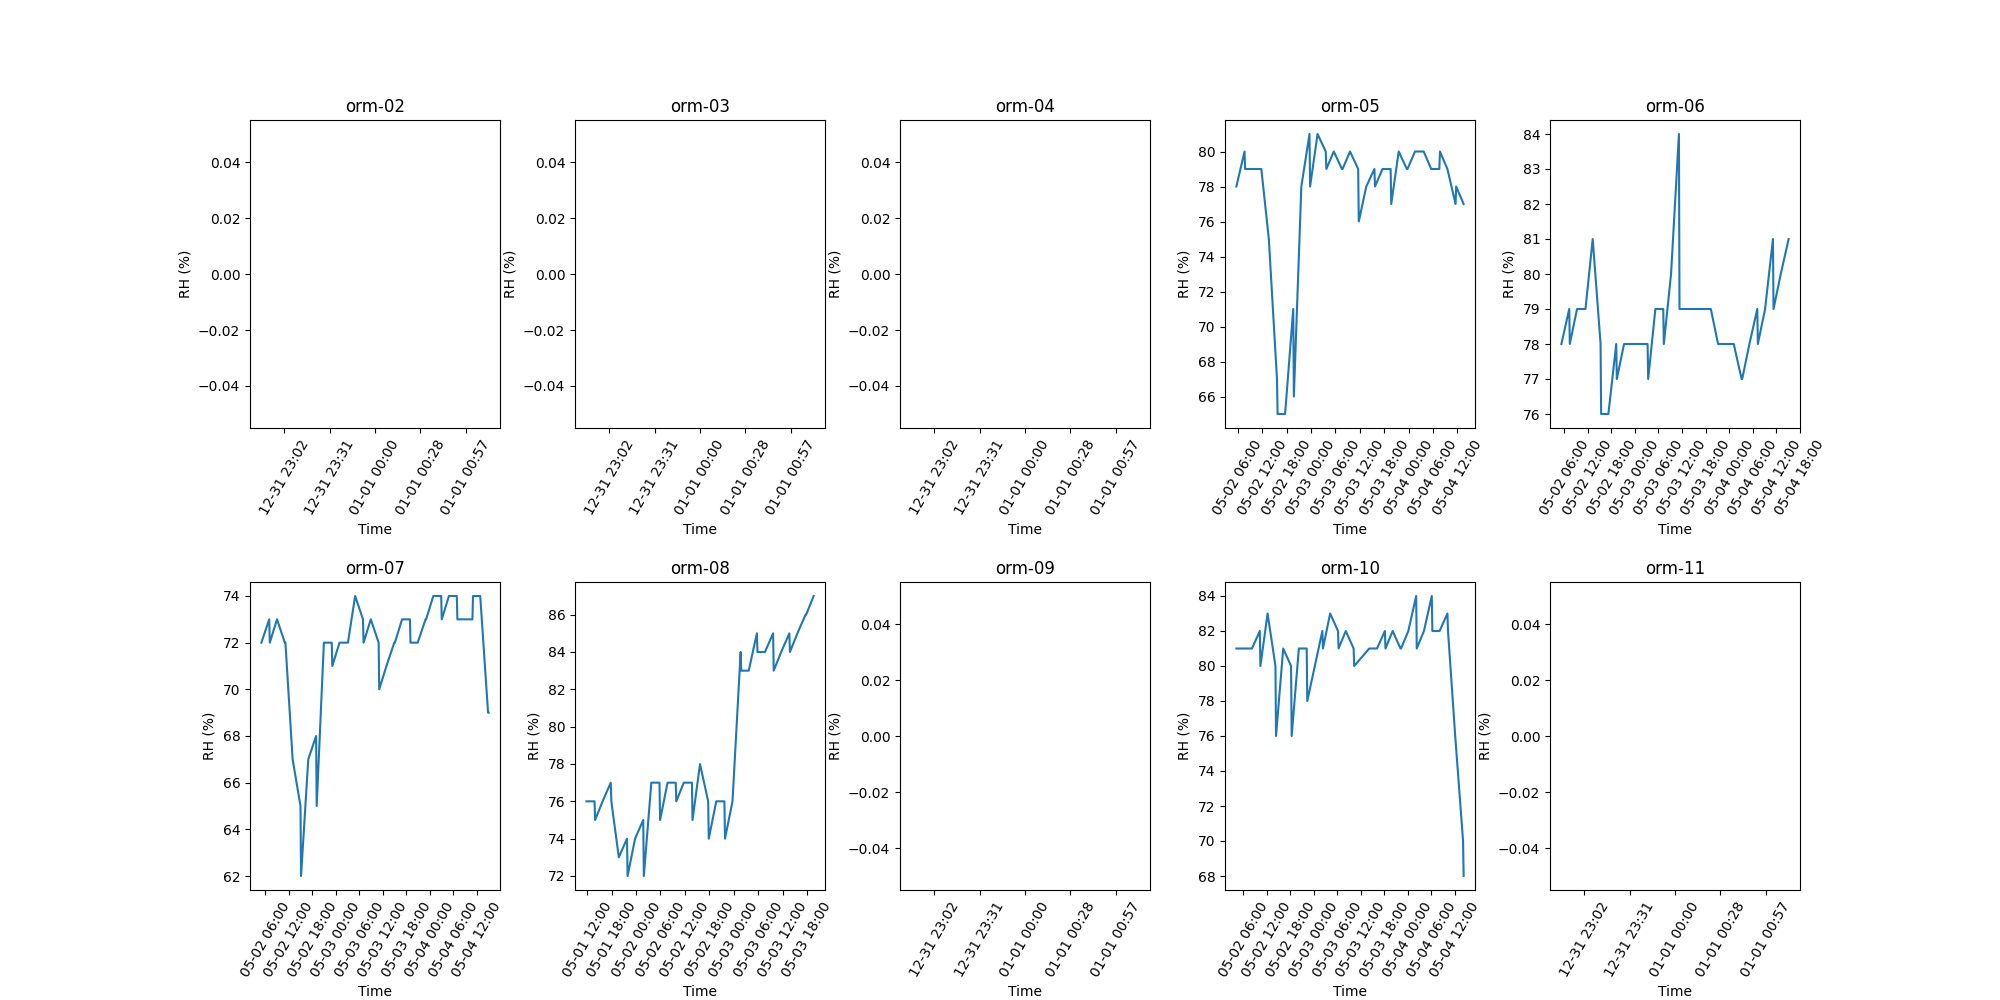 orm-02 orm-03 orm-04 orm-05 orm-06
RH (%)
0.04
0.02
0.00
−0.02
−0.04
12-31 23:02 12-31 23:31 01-01 00:00 01-01 00:28 01-01 00:57
Time
RH (%)
0.04
0.02
0.00
−0.02
−0.04
12-31 23:02 12-31 23:31 01-01 00:00 01-01 00:28 01-01 00:57
Time
RH (%)
0.04
0.02
0.00
−0.02
−0.04
12-31 23:02 12-31 23:31 01-01 00:00 01-01 00:28 01-01 00:57
Time
RH (%)
80
78
76
74
72
70
68
66
05-02 06:00 05-02 12:00 05-02 18:00 05-03 00:00 05-03 06:00 05-03 12:00 05-03 18:00 05-04 00:00 05-04 06:00 05-04 12:00
Time
RH (%)
84
83
82
81
80
79
78
77
76
05-02 06:00 05-02 12:00 05-02 18:00 05-03 00:00 05-03 06:00 05-03 12:00 05-03 18:00 05-04 00:00 05-04 06:00 05-04 12:00 05-04 18:00
Time
orm-07 orm-08 orm-09 orm-10 orm-11
RH (%)
74
72
70
68
66
64
62
05-02 06:00 05-02 12:00 05-02 18:00 05-03 00:00 05-03 06:00 05-03 12:00 05-03 18:00 05-04 00:00 05-04 06:00 05-04 12:00
Time
RH (%)
86
84
82
80
78
76
74
72
05-01 12:00 05-01 18:00 05-02 00:00 05-02 06:00 05-02 12:00 05-02 18:00 05-03 00:00 05-03 06:00 05-03 12:00 05-03 18:00
Time
RH (%)
0.04
0.02
0.00
−0.02
−0.04
12-31 23:02 12-31 23:31 01-01 00:00 01-01 00:28 01-01 00:57
Time
RH (%)
84
82
80
78
76
74
72
70
68
05-02 06:00 05-02 12:00 05-02 18:00 05-03 00:00 05-03 06:00 05-03 12:00 05-03 18:00 05-04 00:00 05-04 06:00 05-04 12:00
Time
RH (%)
0.04
0.02
0.00
−0.02
−0.04
12-31 23:02 12-31 23:31 01-01 00:00 01-01 00:28 01-01 00:57
Time